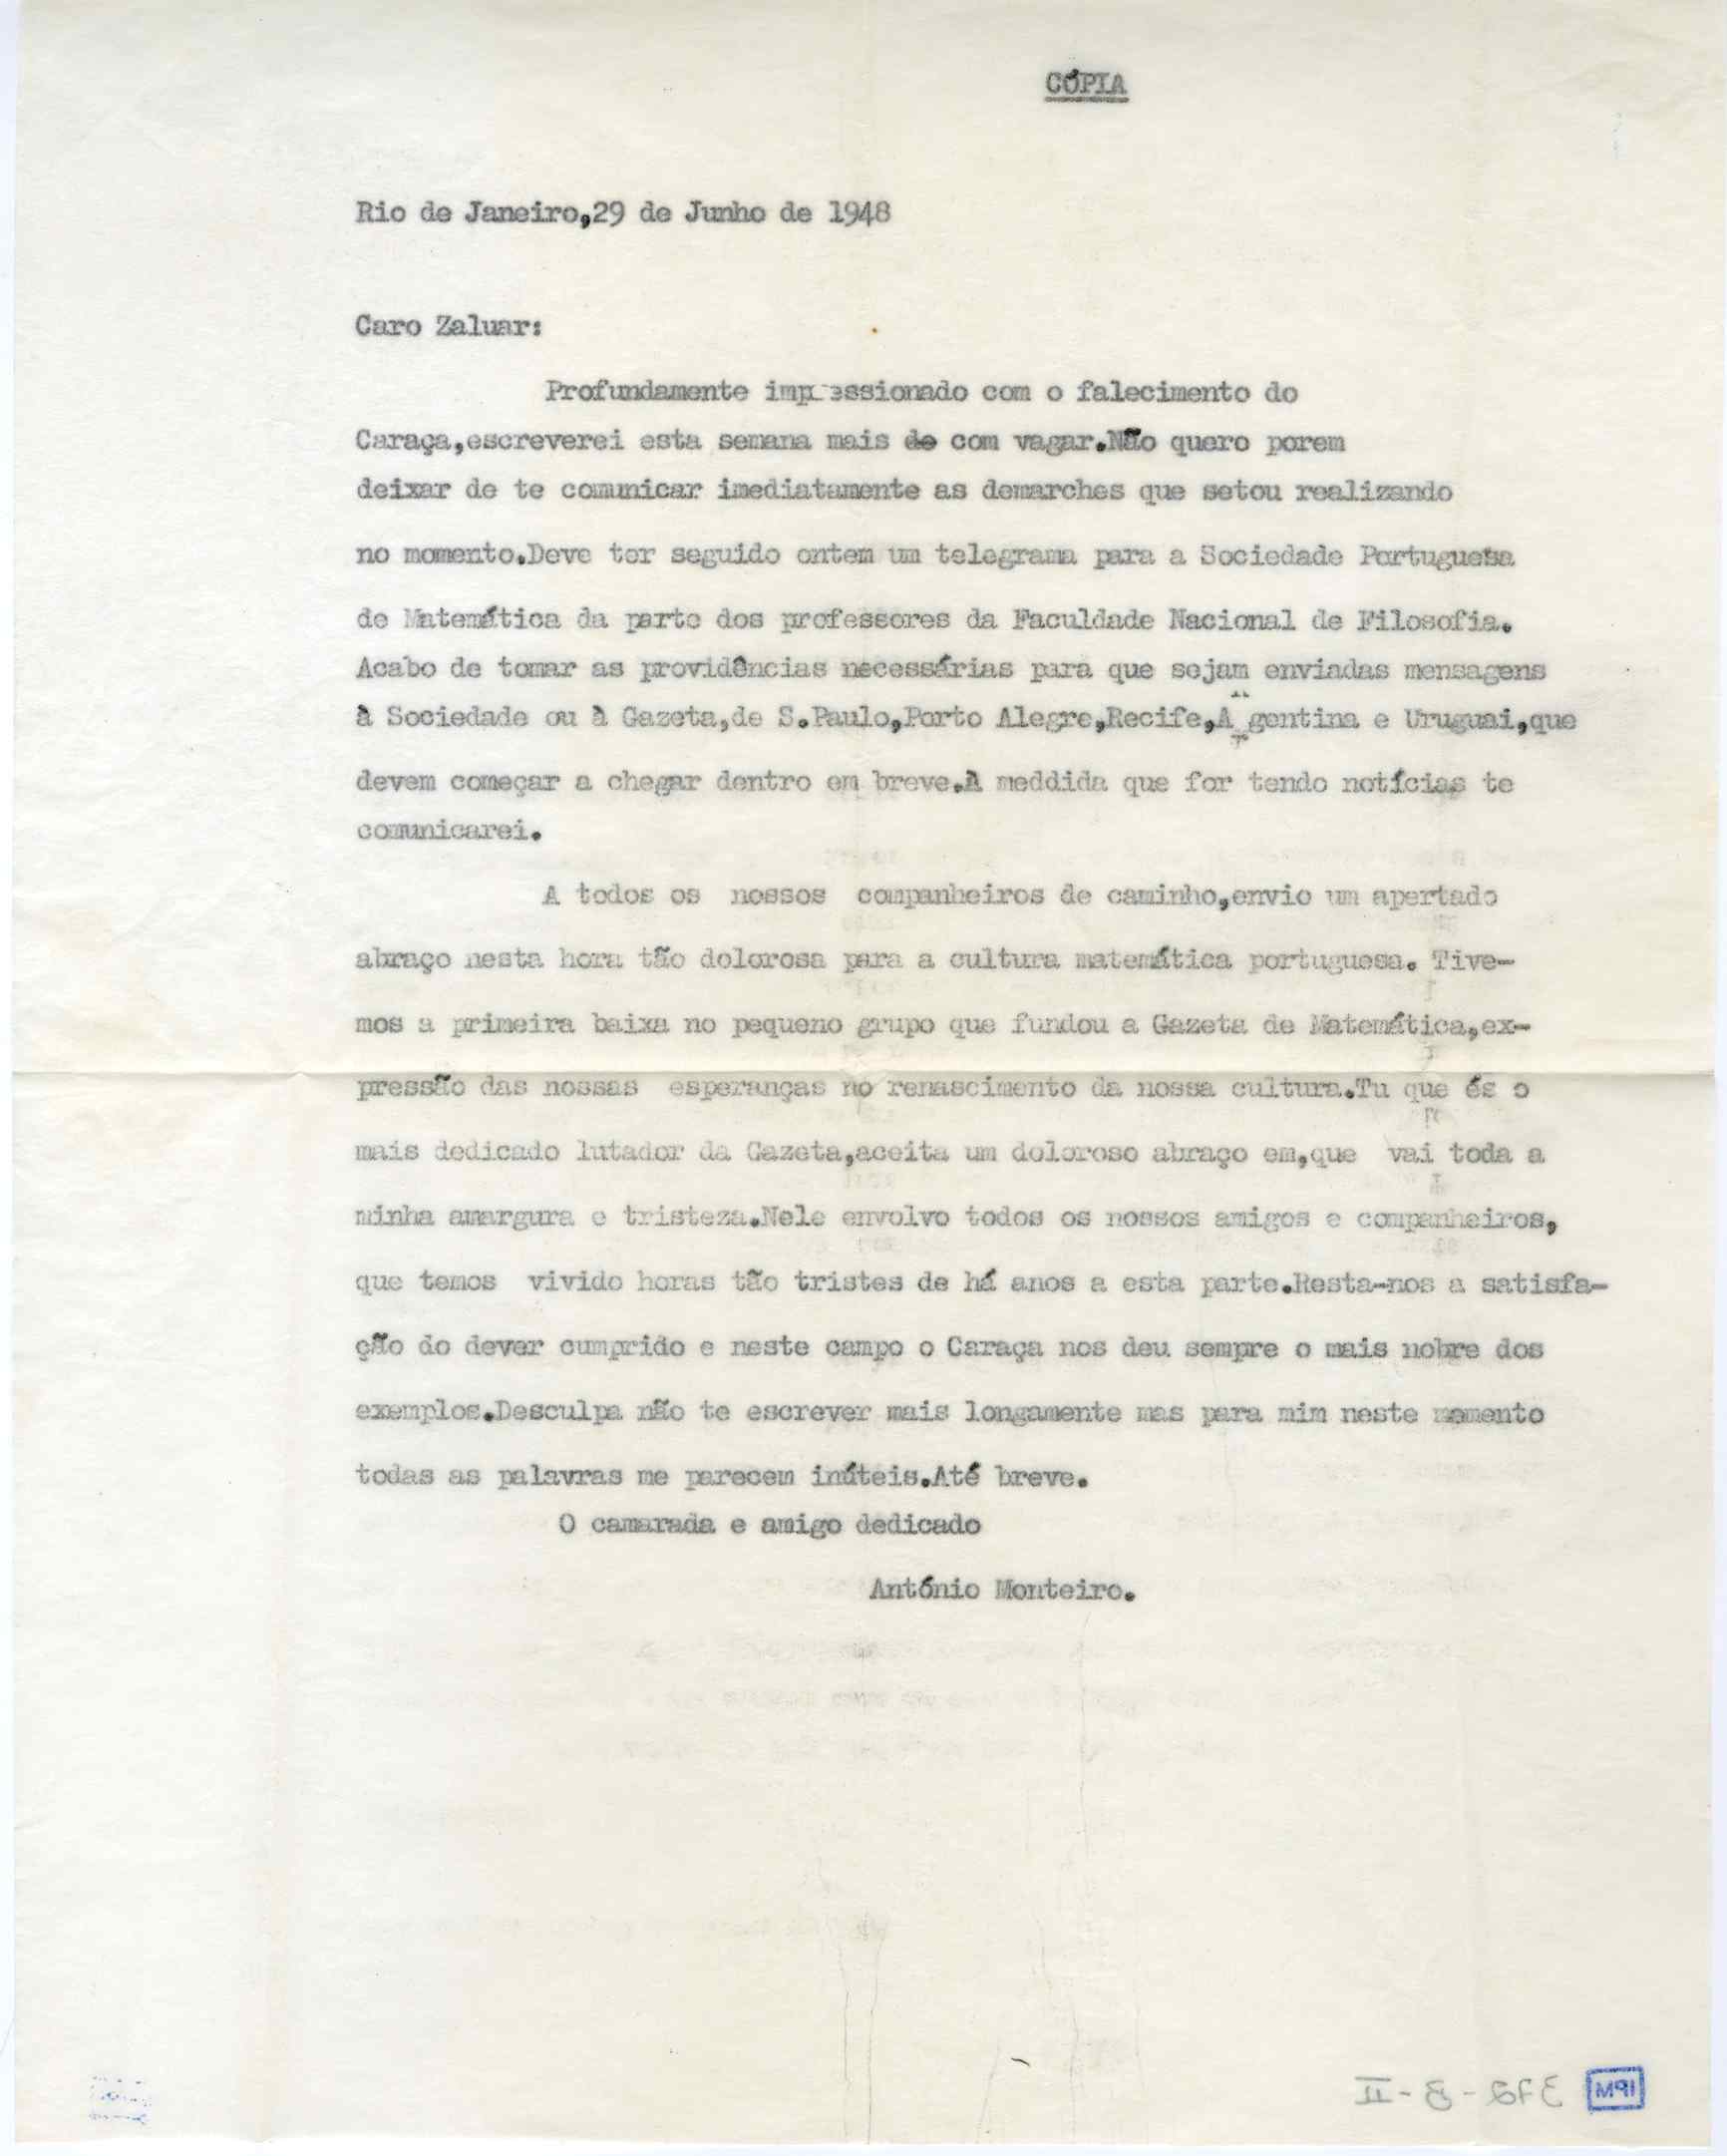 CÓPIA
Rio de Janeiro,29 de Junho de 1948
Caro Zaluar:
Profundamente impressionado com o falecimento do
Caraça,escreverei esta semana mais de com vagar.Não quero porem
deixar de te comunicar imediatamente as demarches que setou realizando
no momento.Deve ter seguido ontem um telegrama para a Sociedade Portuguesa
de Matemática da parte dos professores da Faculdade Nacional de Filosofia.
Acabo de tomar as providências necessárias para que sejam enviadas mensagens
à Sociedade ou à Gazeta,de S.Paulo,Porto Alegre,Recife,Argentina e Uruguai,que
devem começar a chegar dentro em breve.À meddida que for tendo notícias te
comunicarei.
A todos os nossos companheiros de caminho,envio um apertado
abraço nesta hora tão dolorosa para a cultura matemática portuguesa. Tive-
mos a primeira baixa no pequeno grupo que fundou a Gazeta de Matemática,ex-
pressão das nossas esperanças no renascimento da nossa cultura.Tu que és o
mais dedicado lutador da Gazeta,aceita um doloroso abraço em,que vai toda a
minha amargura e tristeza.Nele envolvo todos os nossos amigos e companheiros,
que temos vivido horas tão tristes de há anos a esta parte.Resta-nos a satisfa-
ção do dever cumprido e neste campo o Caraça nos deu sempre o mais nobre dos
exemplos.Desculpa não te escrever mais longamente mas para mim neste momento
todas as palavras me parecem inúteis.Até breve.
O camarada e amigo dedicado
António Monteiro.